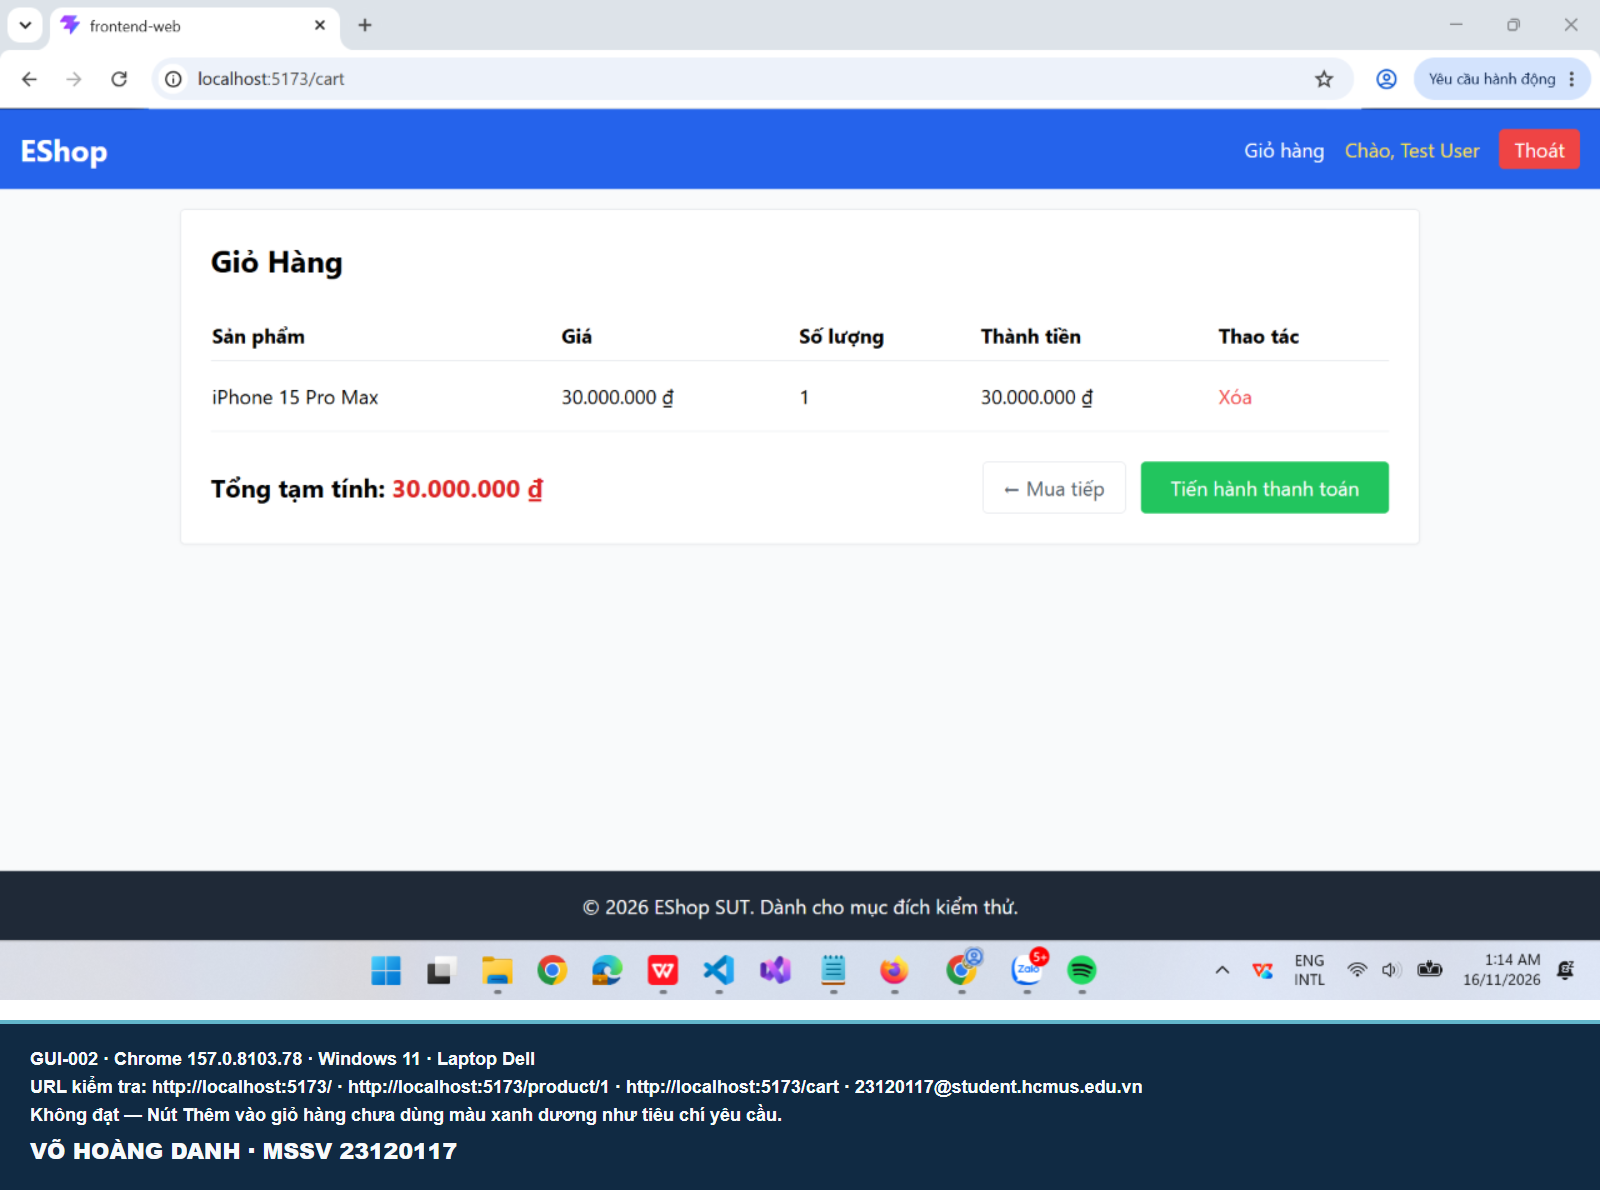 frontend-web
localhost:5173/cart
Yêu cầu hành động
EShop
Giỏ hàng
Chào, Test User
Thoát
Giỏ Hàng
Sản phẩm Giá Số lượng Thành tiền Thao tác
iPhone 15 Pro Max 30.000.000 ₫ 1 30.000.000 ₫ Xóa
Tổng tạm tính: 30.000.000 ₫
← Mua tiếp
Tiến hành thanh toán
© 2026 EShop SUT. Dành cho mục đích kiểm thử.
Zalo
5+
ENG
INTL
1:14 AM
16/11/2026
GUI-002 · Chrome 157.0.8103.78 · Windows 11 · Laptop Dell
URL kiểm tra: http://localhost:5173/ · http://localhost:5173/product/1 · http://localhost:5173/cart · 23120117@student.hcmus.edu.vn
Không đạt — Nút Thêm vào giỏ hàng chưa dùng màu xanh dương như tiêu chí yêu cầu.
VÕ HOÀNG DANH · MSSV 23120117